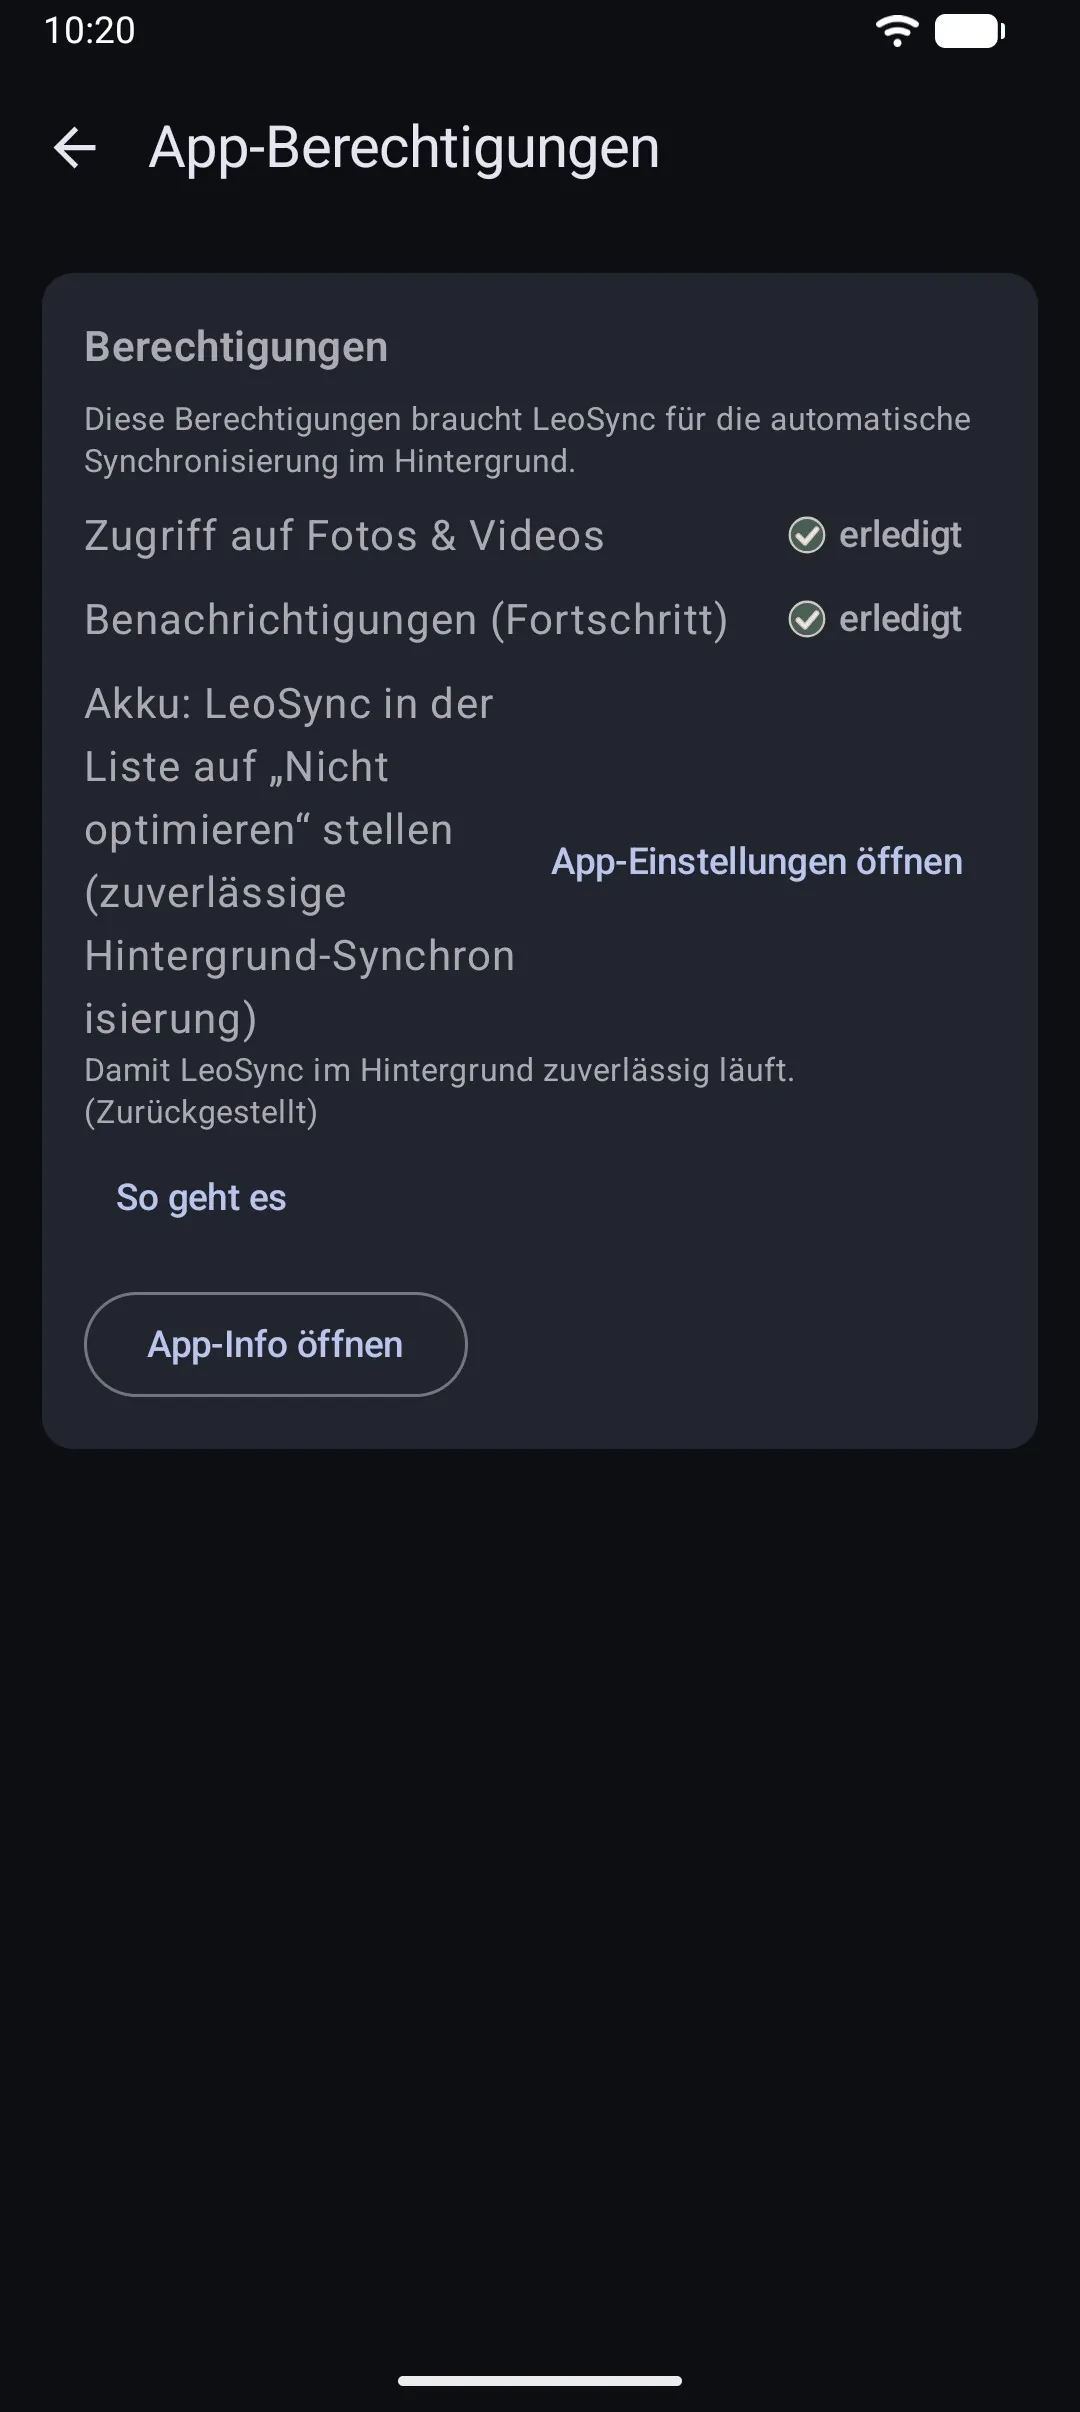 10:20
App-Berechtigungen
Berechtigungen
Diese Berechtigungen braucht LeoSync für die automatische
Synchronisierung im Hintergrund.
Zugriff auf Fotos & Videos
erledigt
Benachrichtigungen (Fortschritt)
erledigt
Akku: LeoSync in der
Liste auf „Nicht
optimieren“ stellen
(zuverlässige
Hintergrund-Synchron
isierung)
App-Einstellungen öffnen
Damit LeoSync im Hintergrund zuverlässig läuft.
(Zurückgestellt)
So geht es
App-Info öffnen